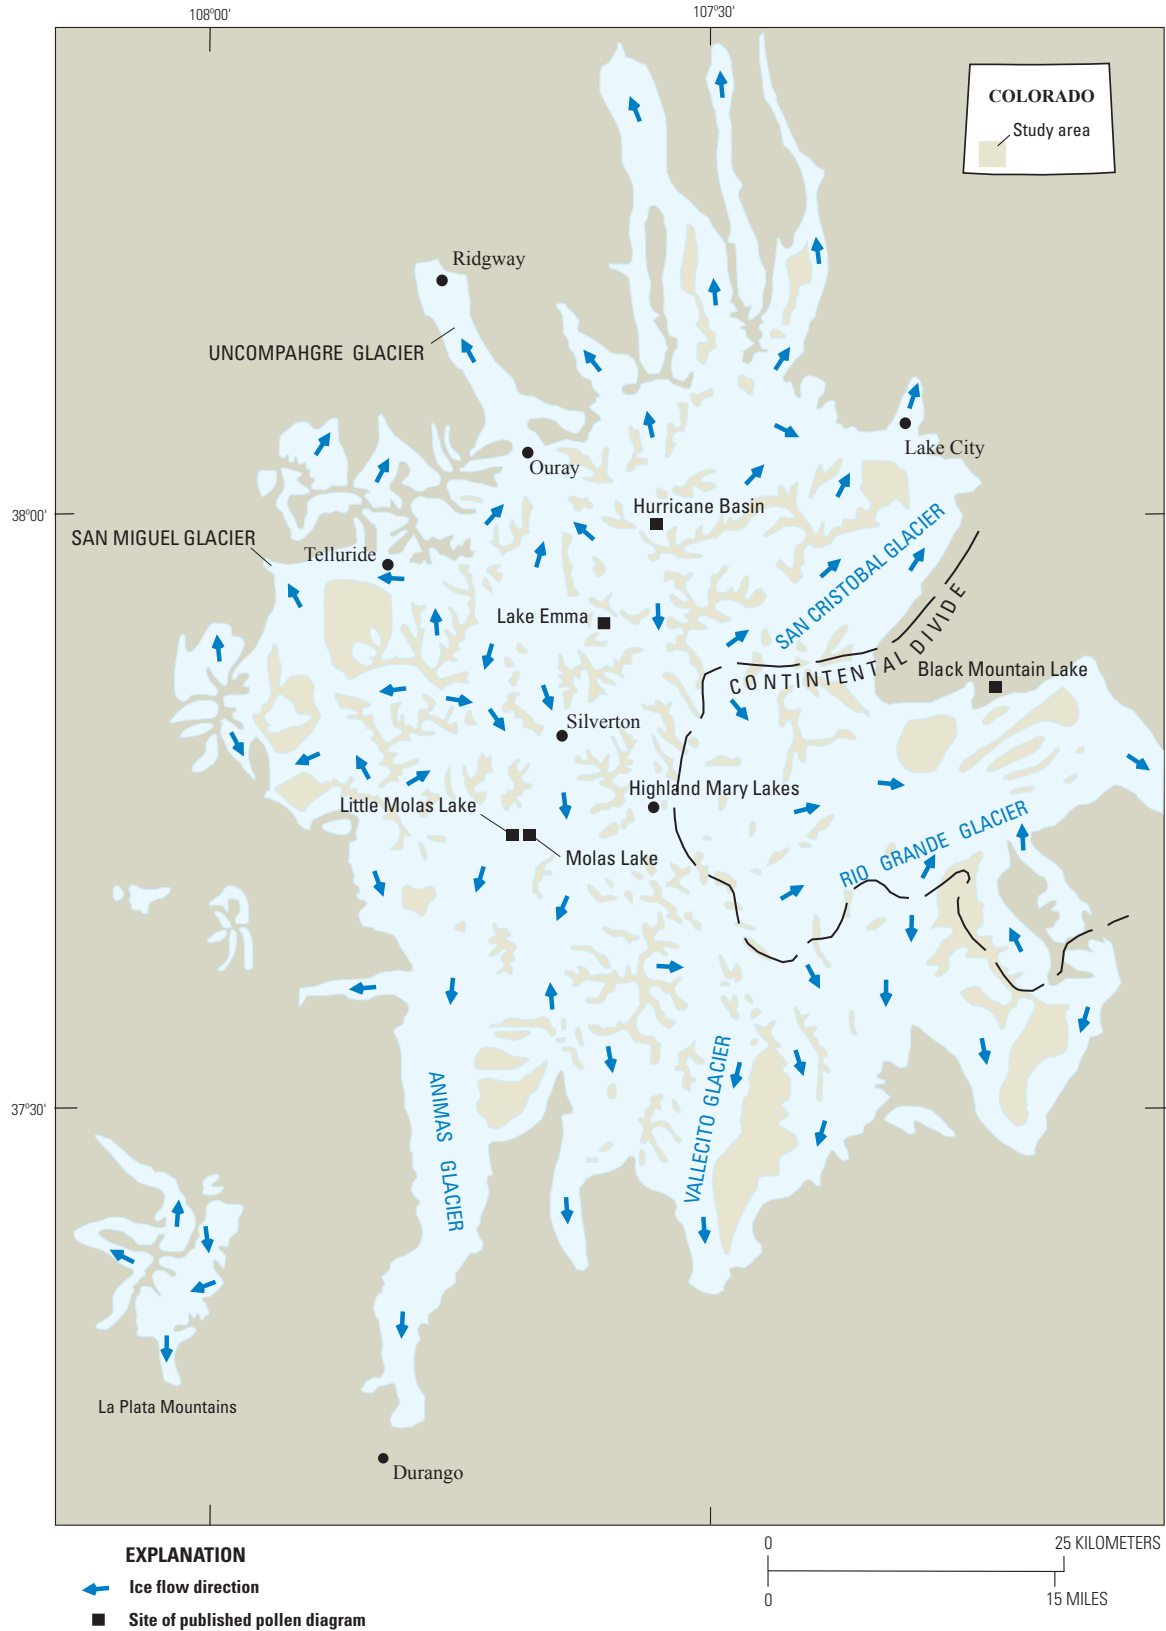 108°00'
107°30'
COLORADO
Study area
Ridgway
UNCOMPAHGRE GLACIER
Lake City
Ouray
Hurricane Basin
38°00'
SAN MIGUEL GLACIER
Telluride
SAN CRISTOBAL GLACIER
Lake Emma
CONTINTENTAL DIVIDE
Black Mountain Lake
Silverton
Highland Mary Lakes
Little Molas Lake
Molas Lake
RIO GRANDE GLACIER
ANIMAS GLACIER
VALLECITO GLACIER
37°30'
La Plata Mountains
Durango
EXPLANATION
Ice flow direction
Site of published pollen diagram
0 25 KILOMETERS
0 15 MILES